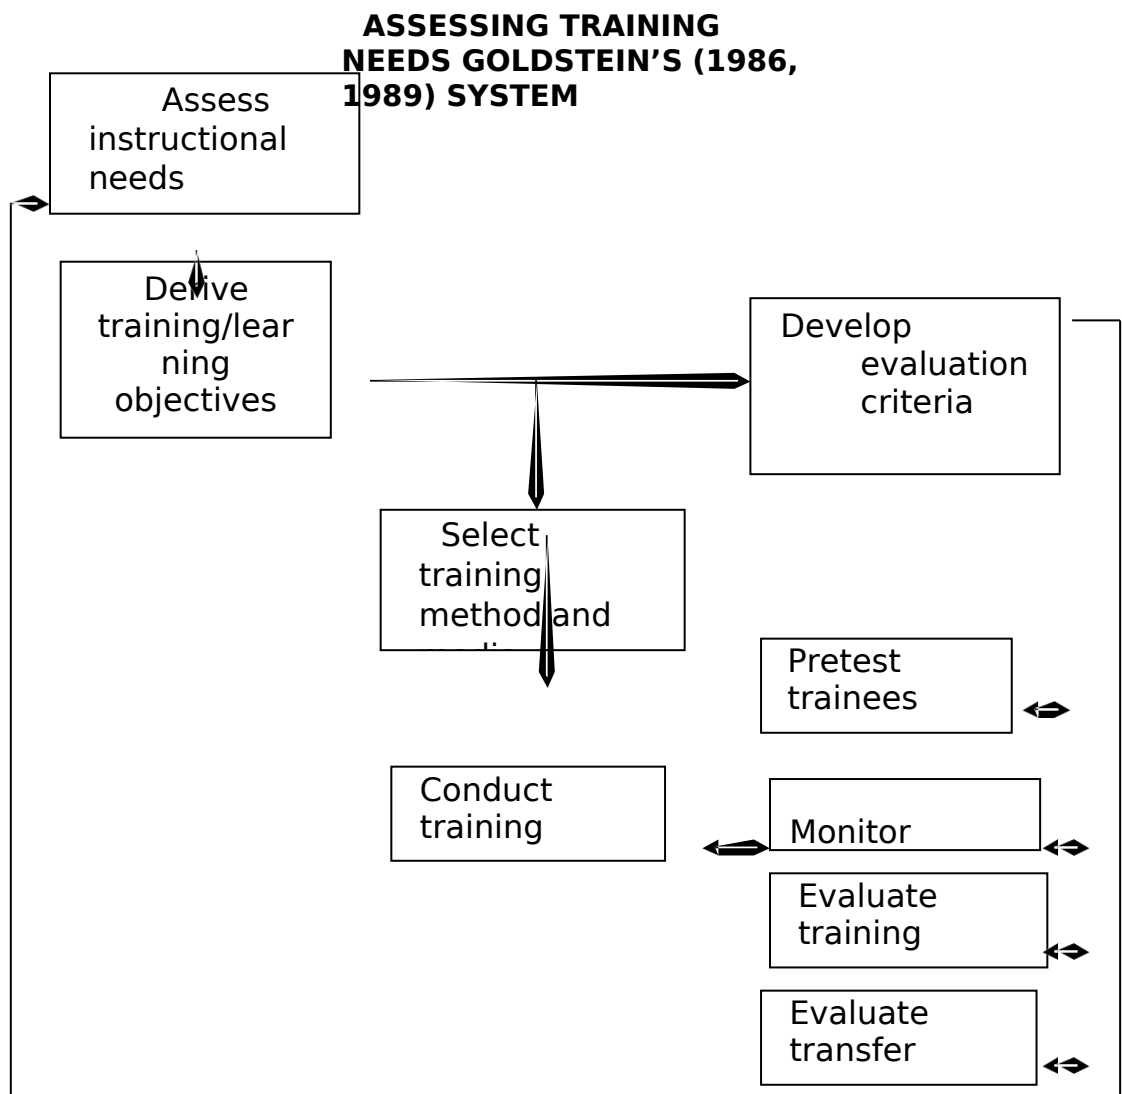 ASSESSING TRAINING
NEEDS GOLDSTEIN’S (1986,
1989) SYSTEM
Assess
instructional
needs
Derive
training/lear
ning
objectives
Develop
evaluation
criteria
Select
training
method and
Pretest
trainees
Conduct
training
Monitor
Evaluate
training
Evaluate
transfer